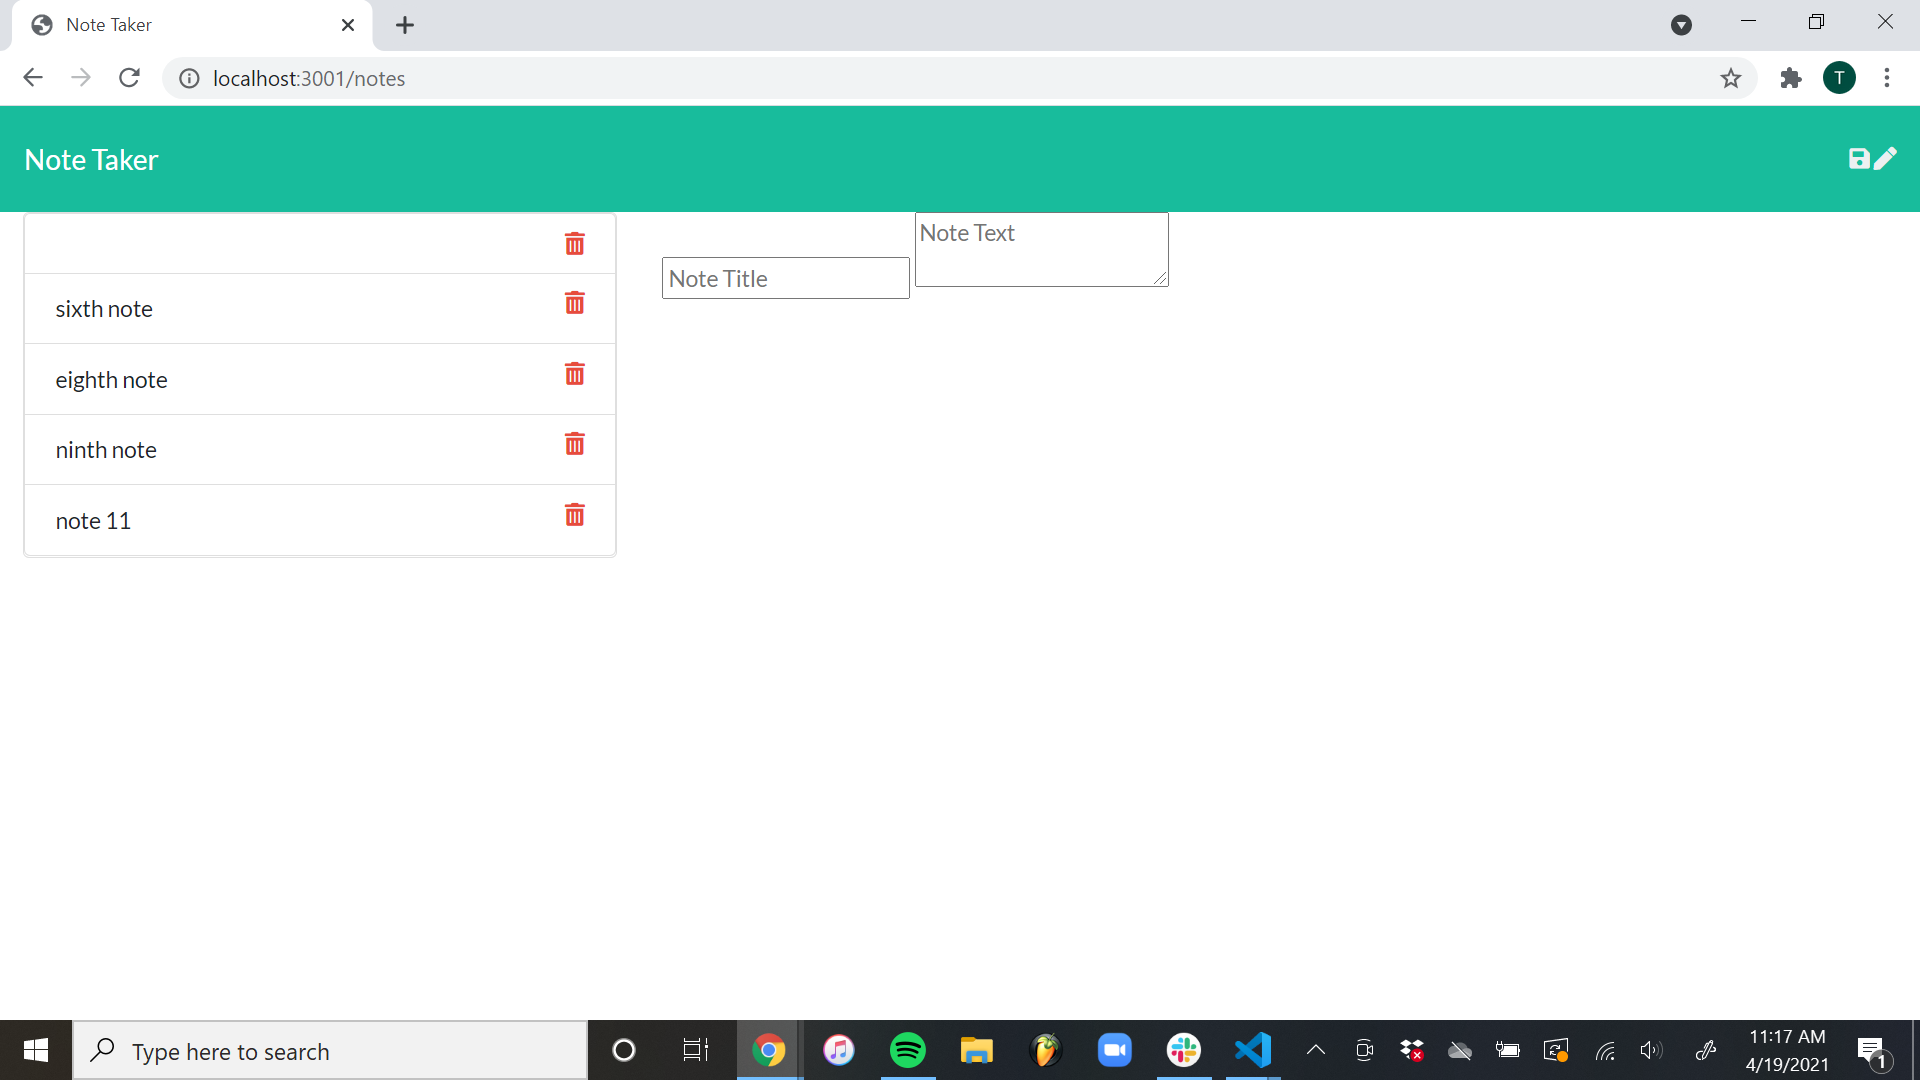 Note Taker
localhost:3001/notes
T
Note Taker
Note Text
Note Title
sixth note
eighth note
ninth note
note 11
Type here to search
11:17 AM
4/19/2021
1